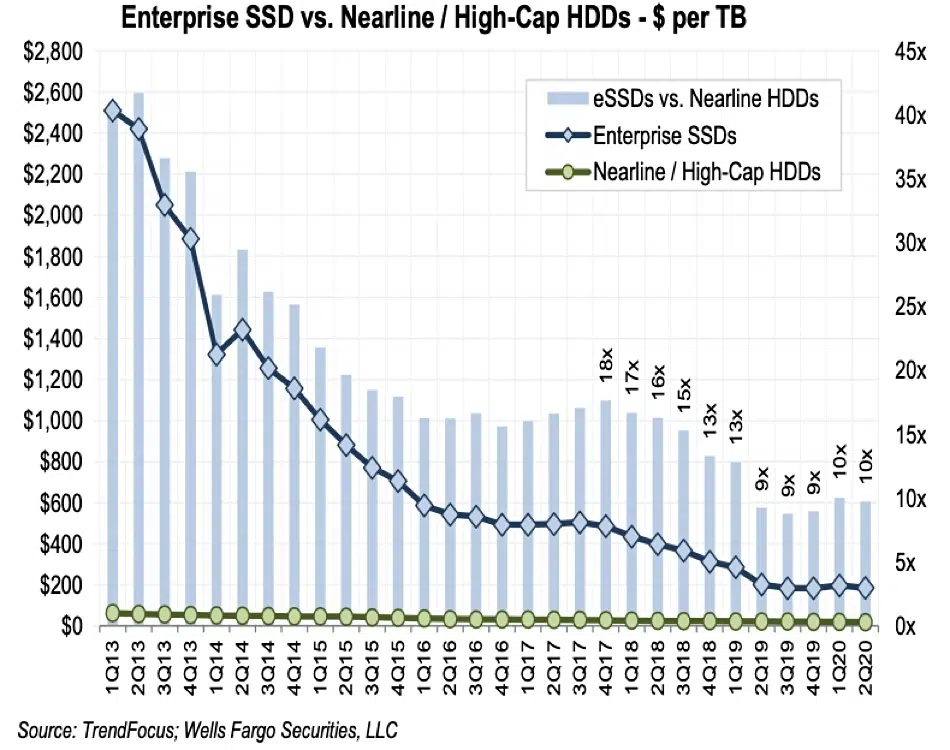 Enterprise SSD vs. Nearline / High-Cap HDDs - $ per TB
$2,800
$2,600
$2,400
$2,200
$2,000
$1,800
$1,600
$1,400
$1,200
$1,000
$800
$600
$400
$200
$0
45x
40x
35x
30x
25x
20x
15x
10x
5x
0x
eSSDs vs. Nearline HDDs
Enterprise SSDs
Nearline / High-Cap HDDs
18x
17x
16x
15x
13x
13x
9x
9x
9x
10x
10x
1Q13
2Q13
3Q13
4Q13
1Q14
2Q14
3Q14
4Q14
1Q15
2Q15
3Q15
4Q15
1Q16
2Q16
3Q16
4Q16
1Q17
2Q17
3Q17
4Q17
1Q18
2Q18
3Q18
4Q18
1Q19
2Q19
3Q19
4Q19
1Q20
2Q20
Source: TrendFocus; Wells Fargo Securities, LLC